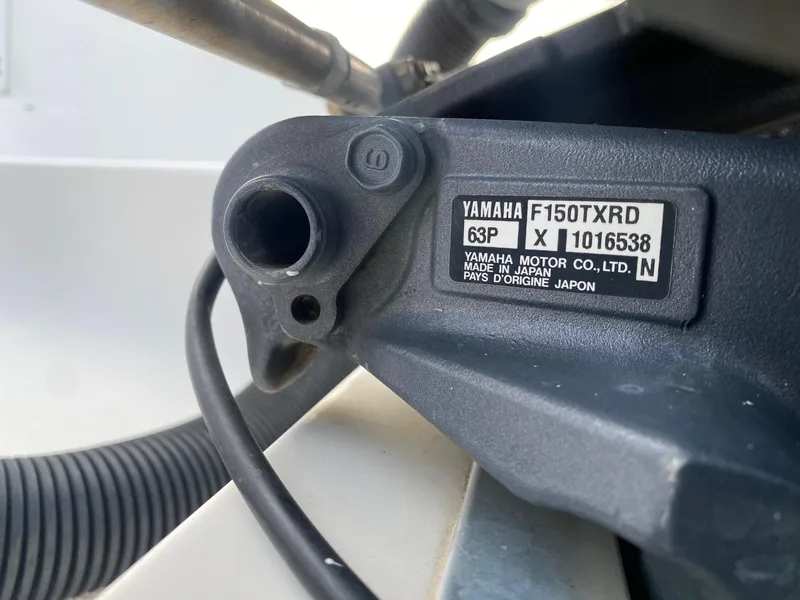 YAMAHA F150TXRD
63P X 1016538
YAMAHA MOTOR CO., LTD. N
MADE IN JAPAN
PAYS D'ORIGINE JAPON